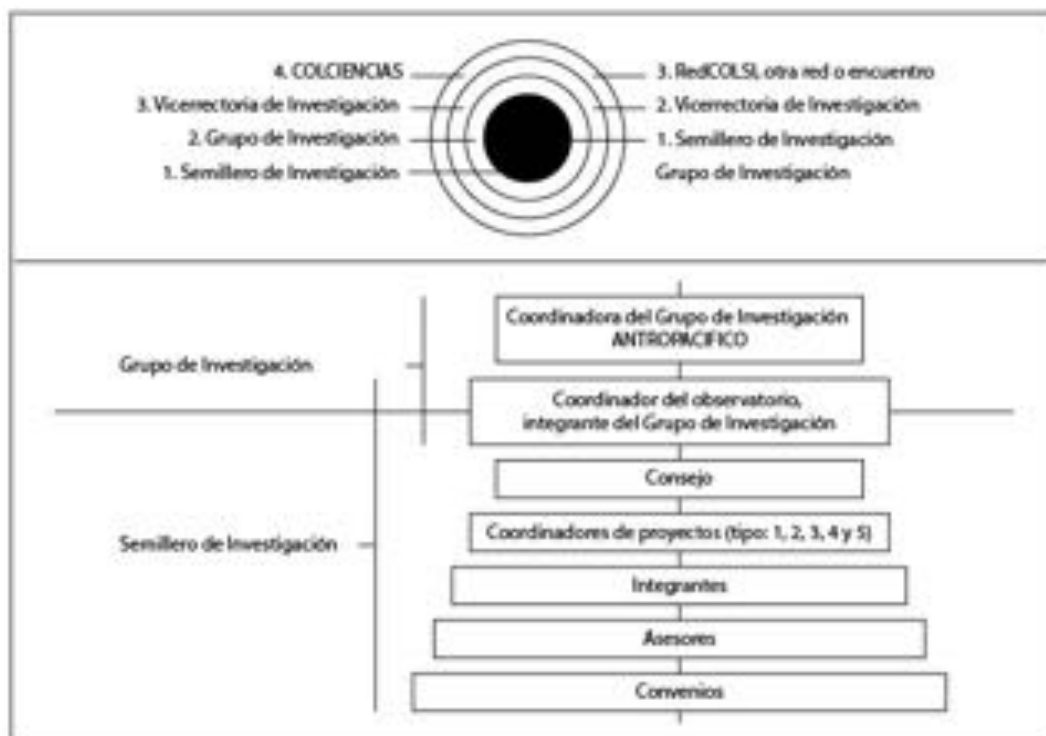 4. COLCIENCIAS
3. Vicerrectoria de Investigación
2. Grupo de Investigación
1. Semillero de Investigación
3. RedCOLSI, otra red o encuentro
2. Vicerrectoria de Investigación
1. Semillero de Investigación
Grupo de Investigación
Grupo de Investigación
Semillero de Investigación
Coordinadora del Grupo de Investigación
ANTROPACIFICO
Coordinador del observatorio,
integrante del Grupo de Investigación
Consejo
Coordinadores de proyectos (tipo: 1, 2, 3, 4 y 5)
Integrantes
Asesores
Convenios